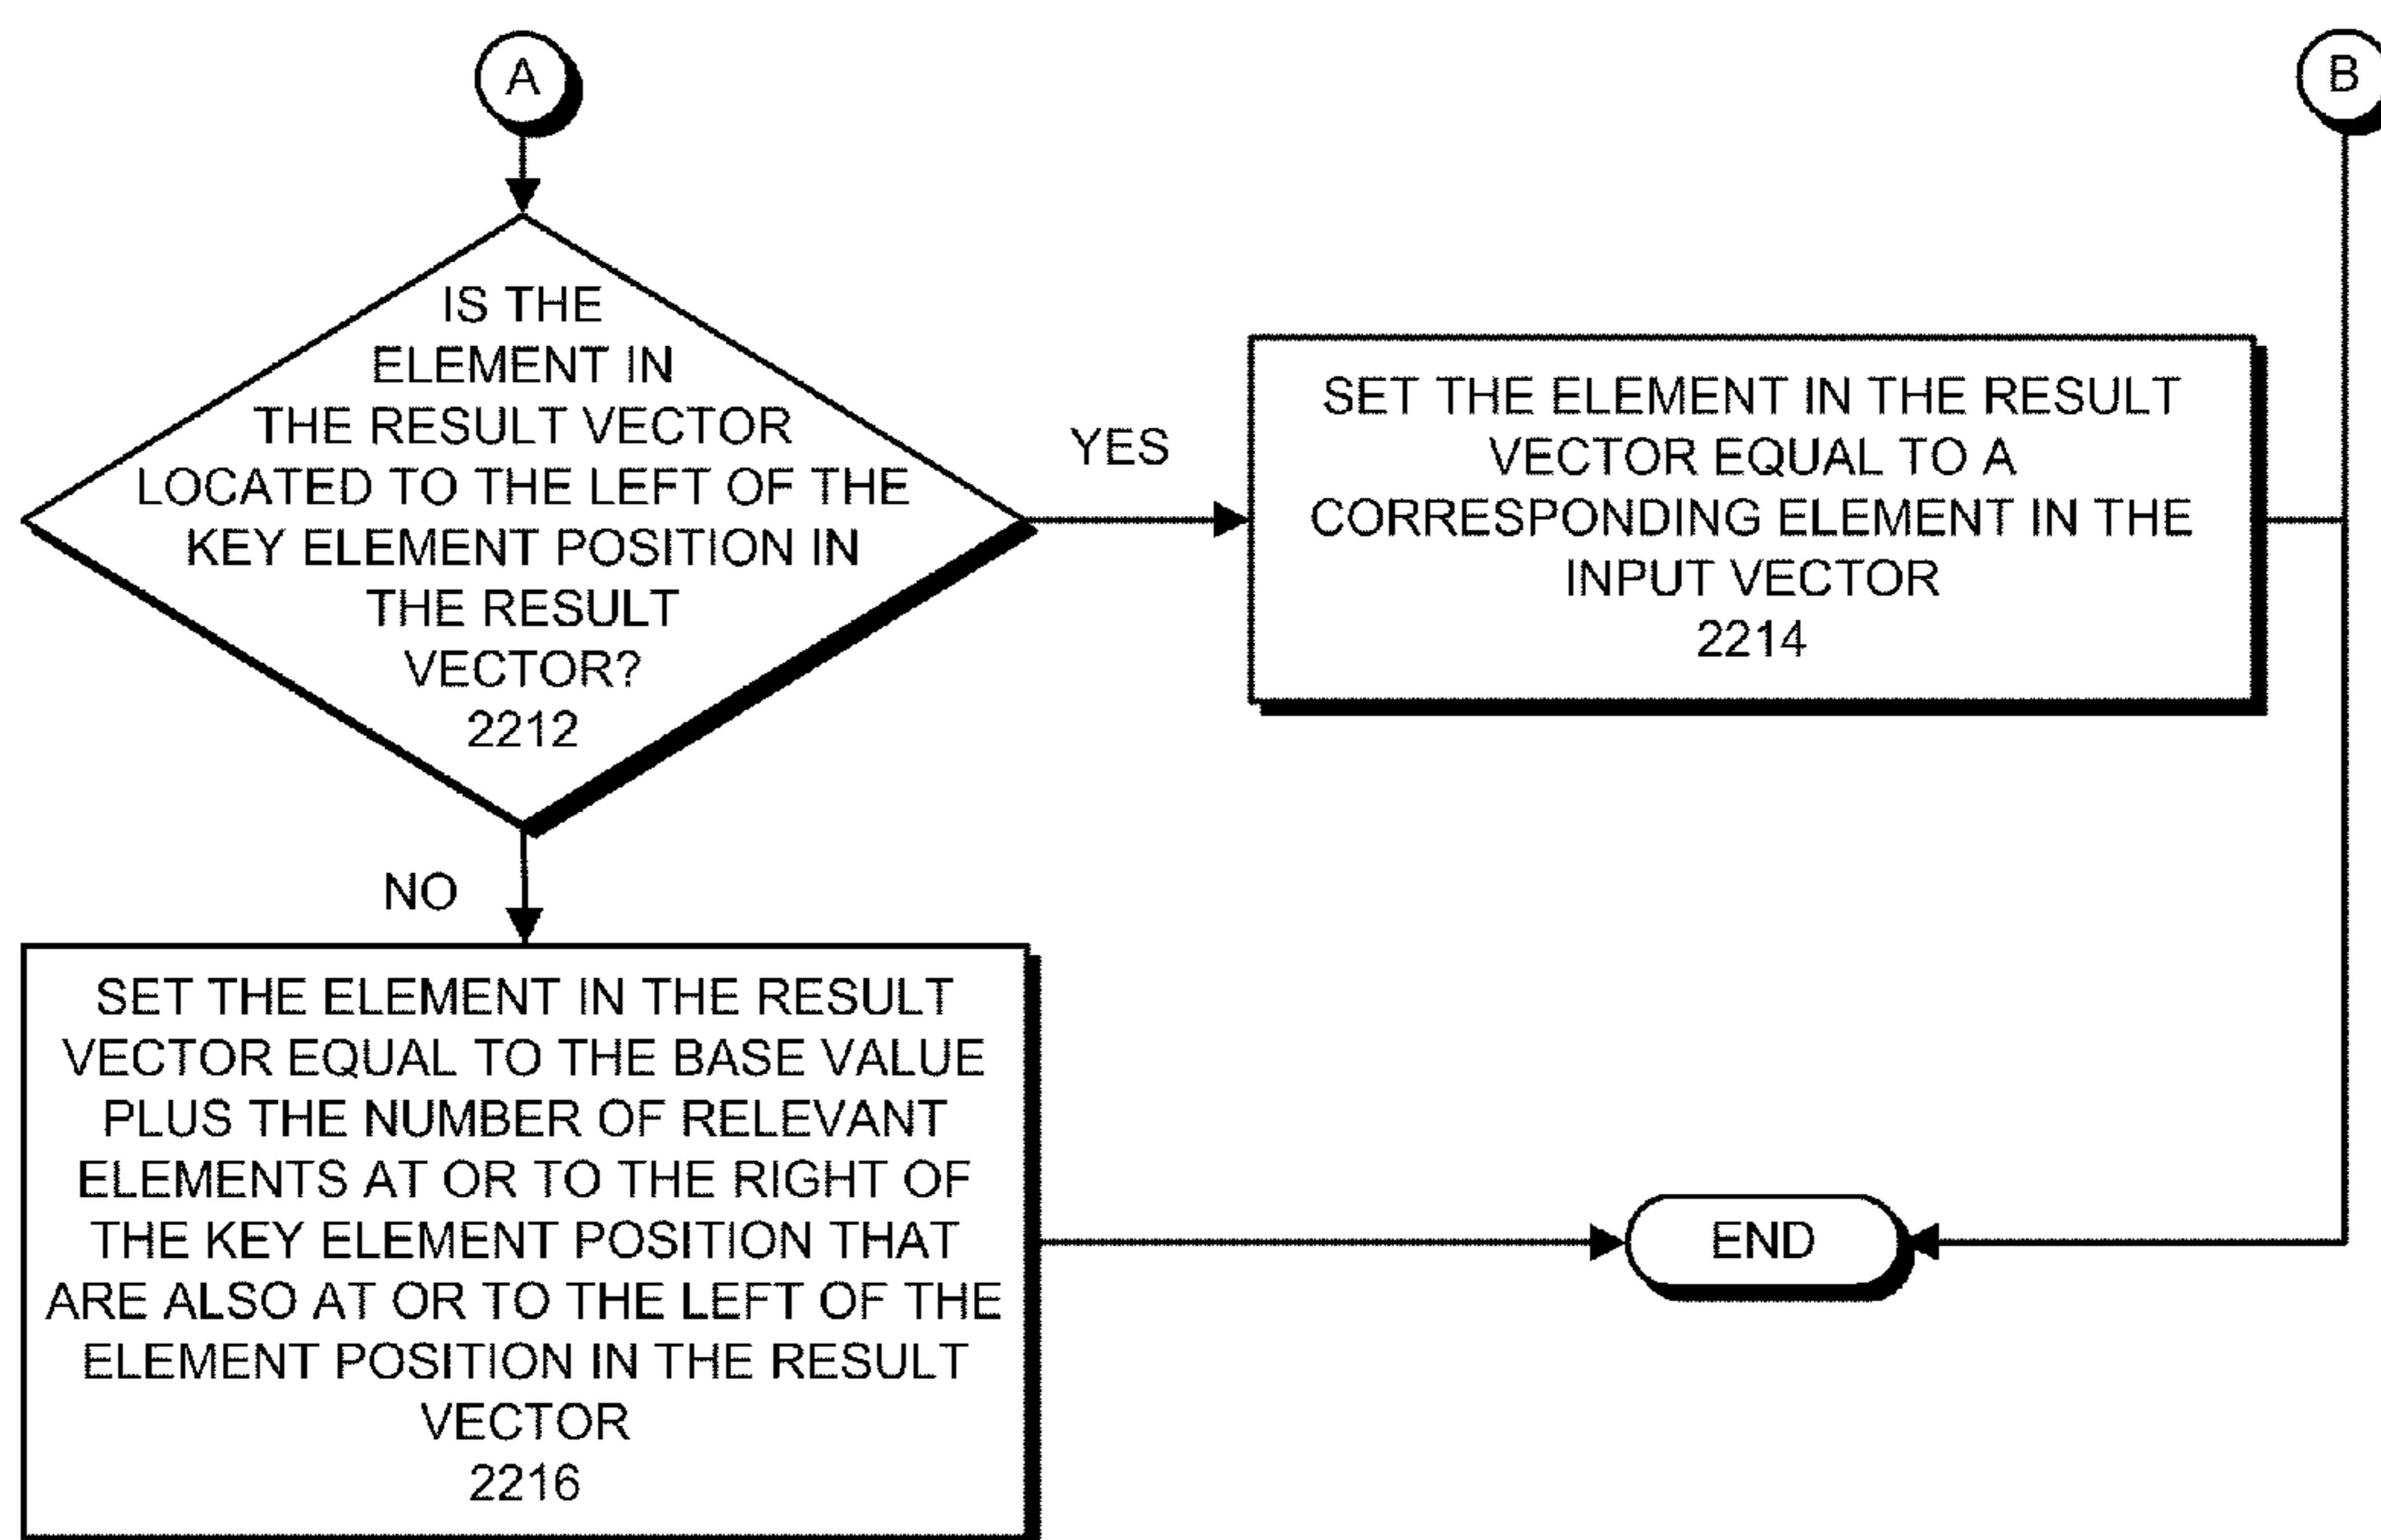 A
B
IS THE
ELEMENT IN
THE RESULT VECTOR
LOCATED TO THE LEFT OF THE
KEY ELEMENT POSITION IN
THE RESULT
VECTOR?
2212
YES
SET THE ELEMENT IN THE RESULT
VECTOR EQUAL TO A
CORRESPONDING ELEMENT IN THE
INPUT VECTOR
2214
NO
SET THE ELEMENT IN THE RESULT
VECTOR EQUAL TO THE BASE VALUE
PLUS THE NUMBER OF RELEVANT
ELEMENTS AT OR TO THE RIGHT OF
THE KEY ELEMENT POSITION THAT
ARE ALSO AT OR TO THE LEFT OF THE
ELEMENT POSITION IN THE RESULT
VECTOR
2216
END